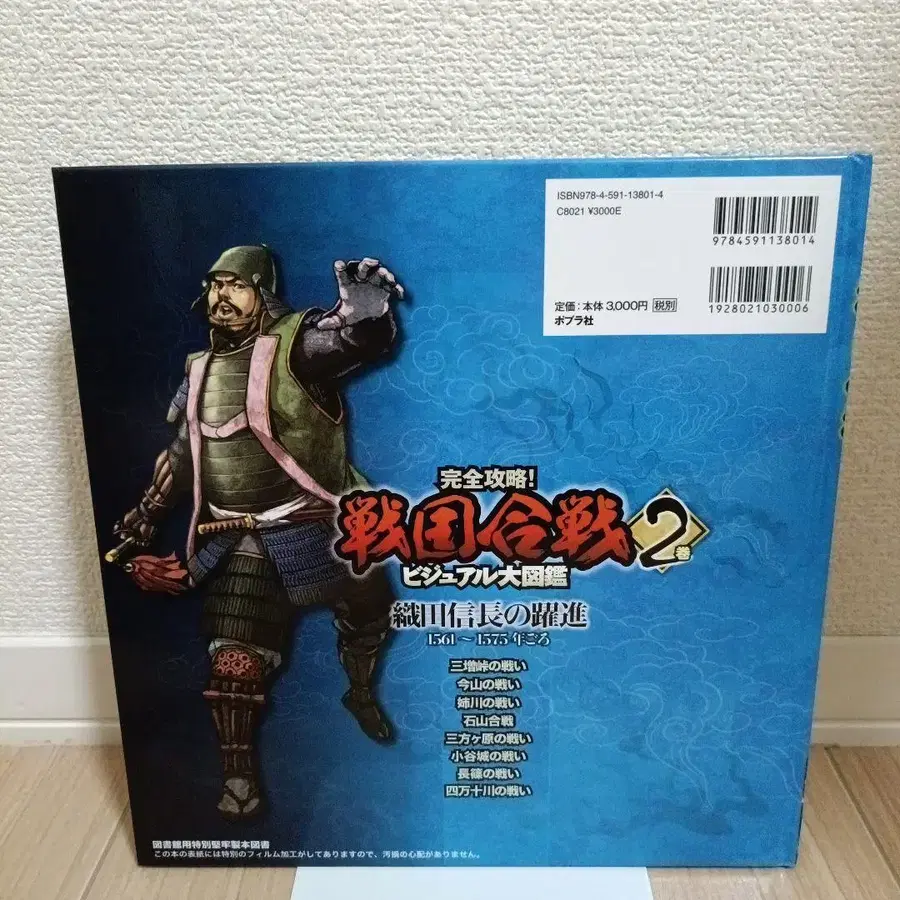 ISBN978-4-591-13801-4
C8021 ¥3000E
9784591138014
定価:本体3,000円 税別
ポプラ社
1928021030006
完全攻略!
戦国合戦 2巻
ビジュアル大図鑑
織田信長の躍進
1561〜1575年ごろ
三増峠の戦い
今山の戦い
姉川の戦い
石山合戦
三方ヶ原の戦い
小谷城の戦い
長篠の戦い
四万十川の戦い
図書館用特別堅牢製本図書
この本の表紙には特別のフィルム加工がしてありますので、汚損の心配がありません。